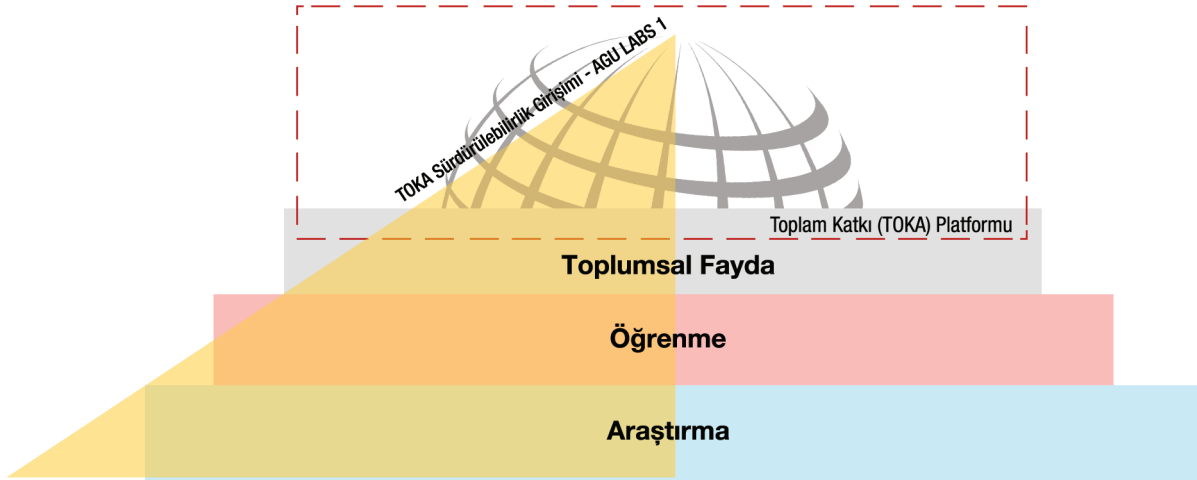 TOKA Sürdürülebilirlik Girişimi - AGU LABS 1
Toplam Katkı (TOKA) Platformu
Toplumsal Fayda
Öğrenme
Araştırma